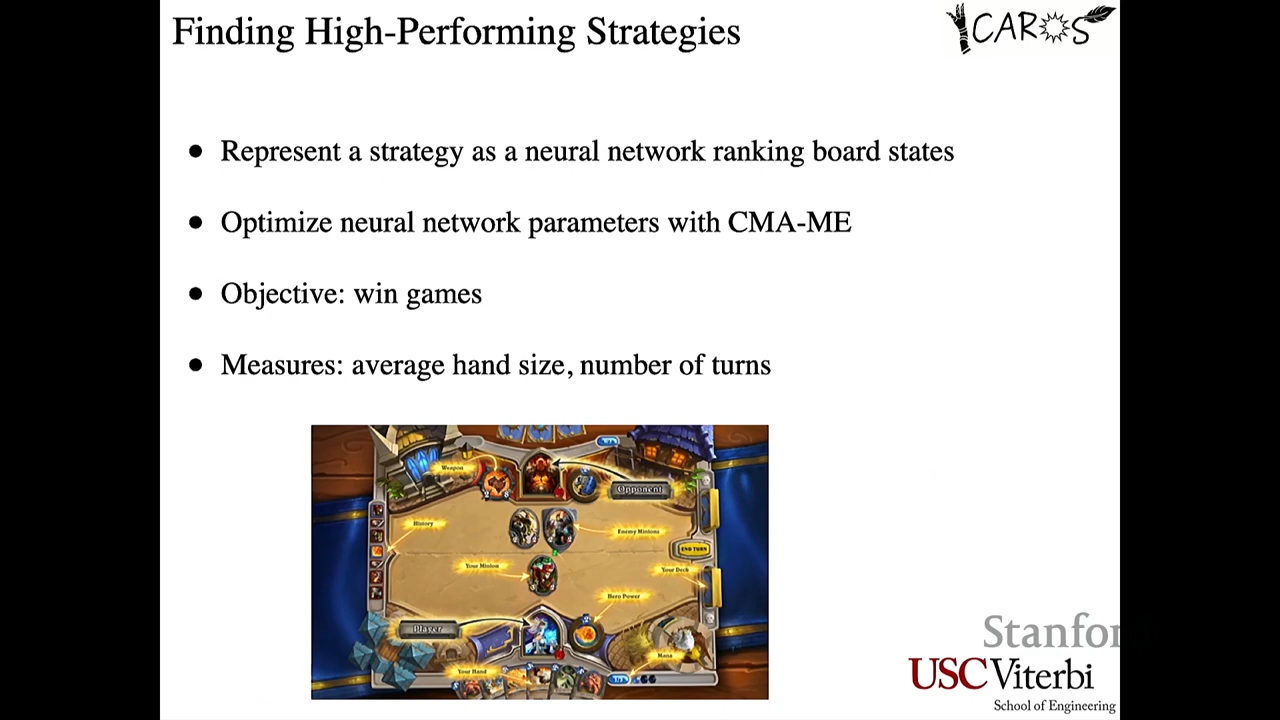 Finding High-Performing Strategies
ICAROS
● Represent a strategy as a neural network ranking board states
● Optimize neural network parameters with CMA-ME
● Objective: win games
● Measures: average hand size, number of turns
Weapon
Opponent
History
Enemy Minions
END TURN
Your Minion
Your Deck
Hero Power
Player
Mana
Your Hand
Stanfor
USC Viterbi
School of Engineering